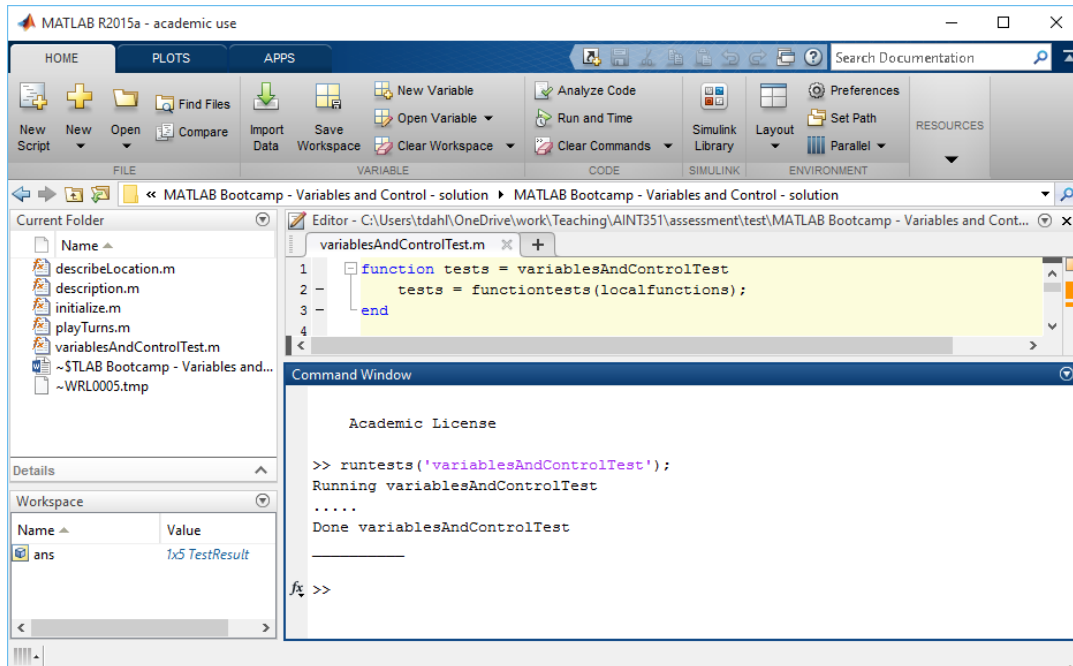 MATLAB R2015a - academic use
HOME PLOTS APPS Search Documentation
New Script
New
Open
Find Files
Compare
FILE
Import Data
Save Workspace
New Variable
Open Variable
Clear Workspace
VARIABLE
Analyze Code
Run and Time
Clear Commands
CODE
Simulink Library
SIMULINK
Layout
Preferences
Set Path
Parallel
ENVIRONMENT
RESOURCES
« MATLAB Bootcamp - Variables and Control - solution ▸ MATLAB Bootcamp - Variables and Control - solution
Current Folder
Name
describeLocation.m
description.m
initialize.m
playTurns.m
variablesAndControlTest.m
~$TLAB Bootcamp - Variables and...
~WRL0005.tmp
Details
Workspace
Name Value
ans 1x5 TestResult
Editor - C:\Users\tdahl\OneDrive\work\Teaching\AINT351\assessment\test\MATLAB Bootcamp - Variables and Cont...
variablesAndControlTest.m
1 function tests = variablesAndControlTest
2 – tests = functiontests(localfunctions);
3 – end
4
Command Window
Academic License
>> runtests('variablesAndControlTest');
Running variablesAndControlTest
.....
Done variablesAndControlTest
__________
fx >>